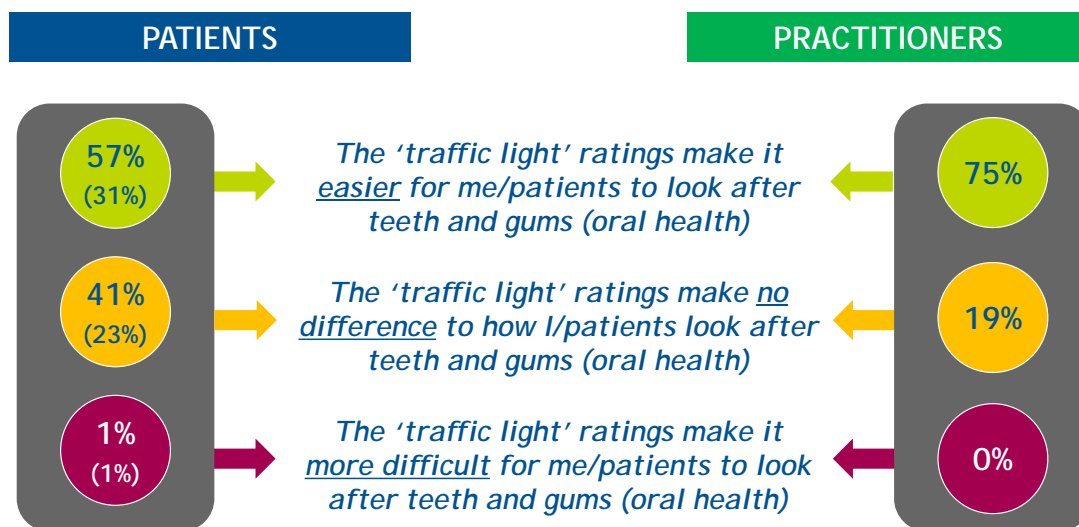 PATIENTS
PRACTITIONERS
57%
(31%)
The ‘traffic light’ ratings make it
easier for me/patients to look after
teeth and gums (oral health)
75%
41%
(23%)
The ‘traffic light’ ratings make no
difference to how I/patients look after
teeth and gums (oral health)
19%
1%
(1%)
The ‘traffic light’ ratings make it
more difficult for me/patients to look
after teeth and gums (oral health)
0%